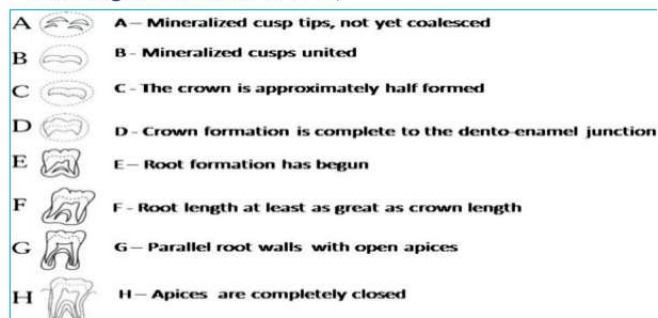 A A – Mineralized cusp tips, not yet coalesced
B B - Mineralized cusps united
C C - The crown is approximately half formed
D D - Crown formation is complete to the dento-enamel junction
E E – Root formation has begun
F F - Root length at least as great as crown length
G G – Parallel root walls with open apices
H H – Apices are completely closed